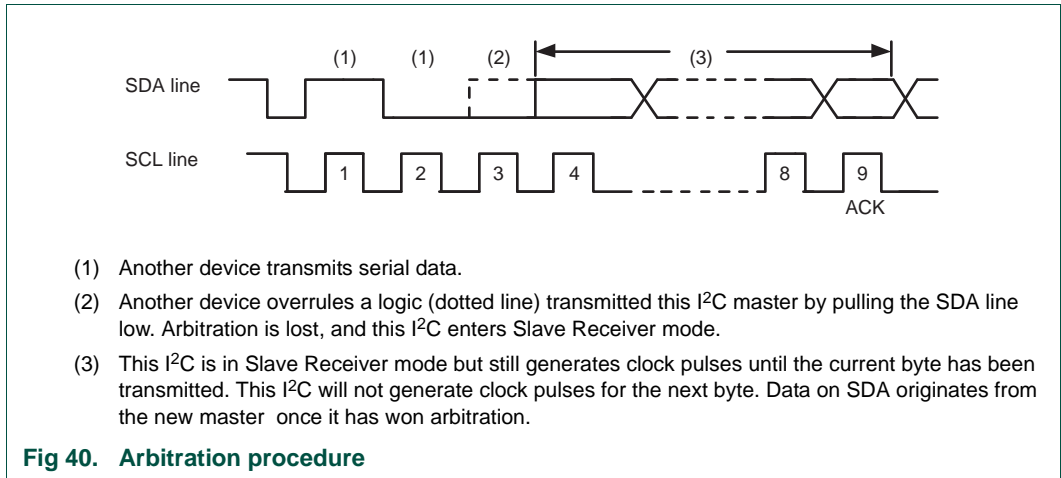 (1) (1) (2) (3)
SDA line
SCL line
1 2 3 4 8 9
ACK
(1) Another device transmits serial data.
(2) Another device overrules a logic (dotted line) transmitted this I2C master by pulling the SDA line
low. Arbitration is lost, and this I2C enters Slave Receiver mode.
(3) This I2C is in Slave Receiver mode but still generates clock pulses until the current byte has been
transmitted. This I2C will not generate clock pulses for the next byte. Data on SDA originates from
the new master once it has won arbitration.
Fig 40. Arbitration procedure